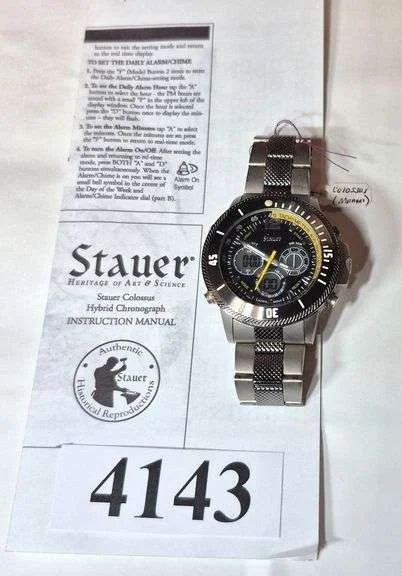 button to exit the setting mode and return
to the real time display.
TO SET THE DAILY ALARM/CHIME
1. Press the "F" (Mode) Button 2 times to enter
the Daily Alarm/Chime-setting mode.
2. To set the Daily Alarm Hour tap the "A"
button to select the hour - the PM hours are
noted with a small "P" in the upper left of the
display window. Once the hour is selected
press the "D" button once to display the min-
utes - they will flash.
3. To set the Alarm Minutes tap "A" to select
the minutes. Once the minutes are set press
the "F" button to return to real-time mode.
4. To turn the Alarm On/Off: After setting the
alarm and returning to rel-time
mode, press BOTH "A" and "D"
buttons simultaneously. When the
Alarm/Chime is on you will see a
small bell symbol in the center of
the Day of the Week and
Alarm/Chime Indicator dial (part B).
Alarm On
Symbol
Stauer®
HERITAGE OF ART & SCIENCE
Stauer Colossus
Hybrid Chronograph
INSTRUCTION MANUAL
Authentic
Stauer
Historical Reproductions
4143
STAUER
45
15
30
COLOSSUS